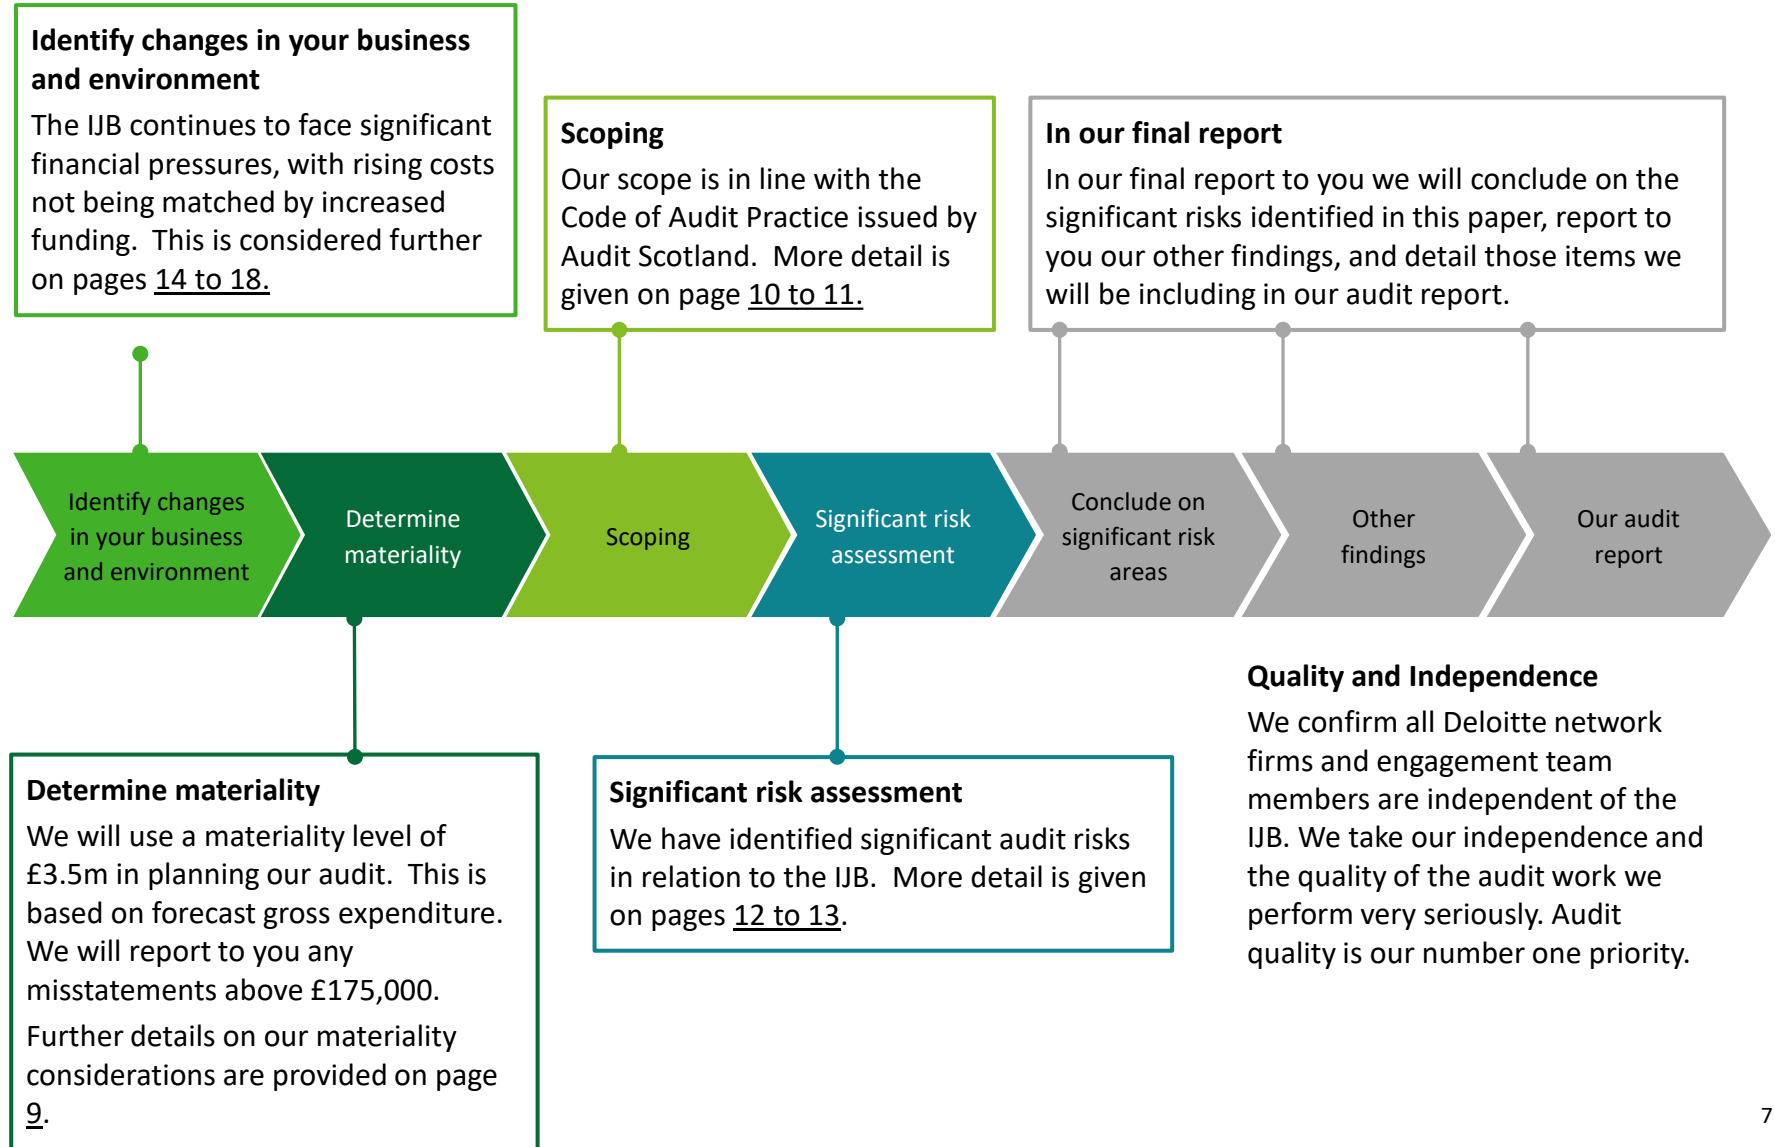 Identify changes in your business
and environment
The IJB continues to face significant
financial pressures, with rising costs
not being matched by increased
funding.  This is considered further
on pages 14 to 18.
Scoping
Our scope is in line with the
Code of Audit Practice issued by
Audit Scotland.  More detail is
given on page 10 to 11.
In our final report
In our final report to you we will conclude on the
significant risks identified in this paper, report to
you our other findings, and detail those items we
will be including in our audit report.
Identify changes
in your business
and environment
Determine
materiality
Scoping
Significant risk
assessment
Conclude on
significant risk
areas
Other
findings
Our audit
report
Determine materiality
We will use a materiality level of
£3.5m in planning our audit.  This is
based on forecast gross expenditure.
We will report to you any
misstatements above £175,000.
Further details on our materiality
considerations are provided on page
9.
Significant risk assessment
We have identified significant audit risks
in relation to the IJB.  More detail is given
on pages 12 to 13.
Quality and Independence
We confirm all Deloitte network
firms and engagement team
members are independent of the
IJB. We take our independence and
the quality of the audit work we
perform very seriously. Audit
quality is our number one priority.
7